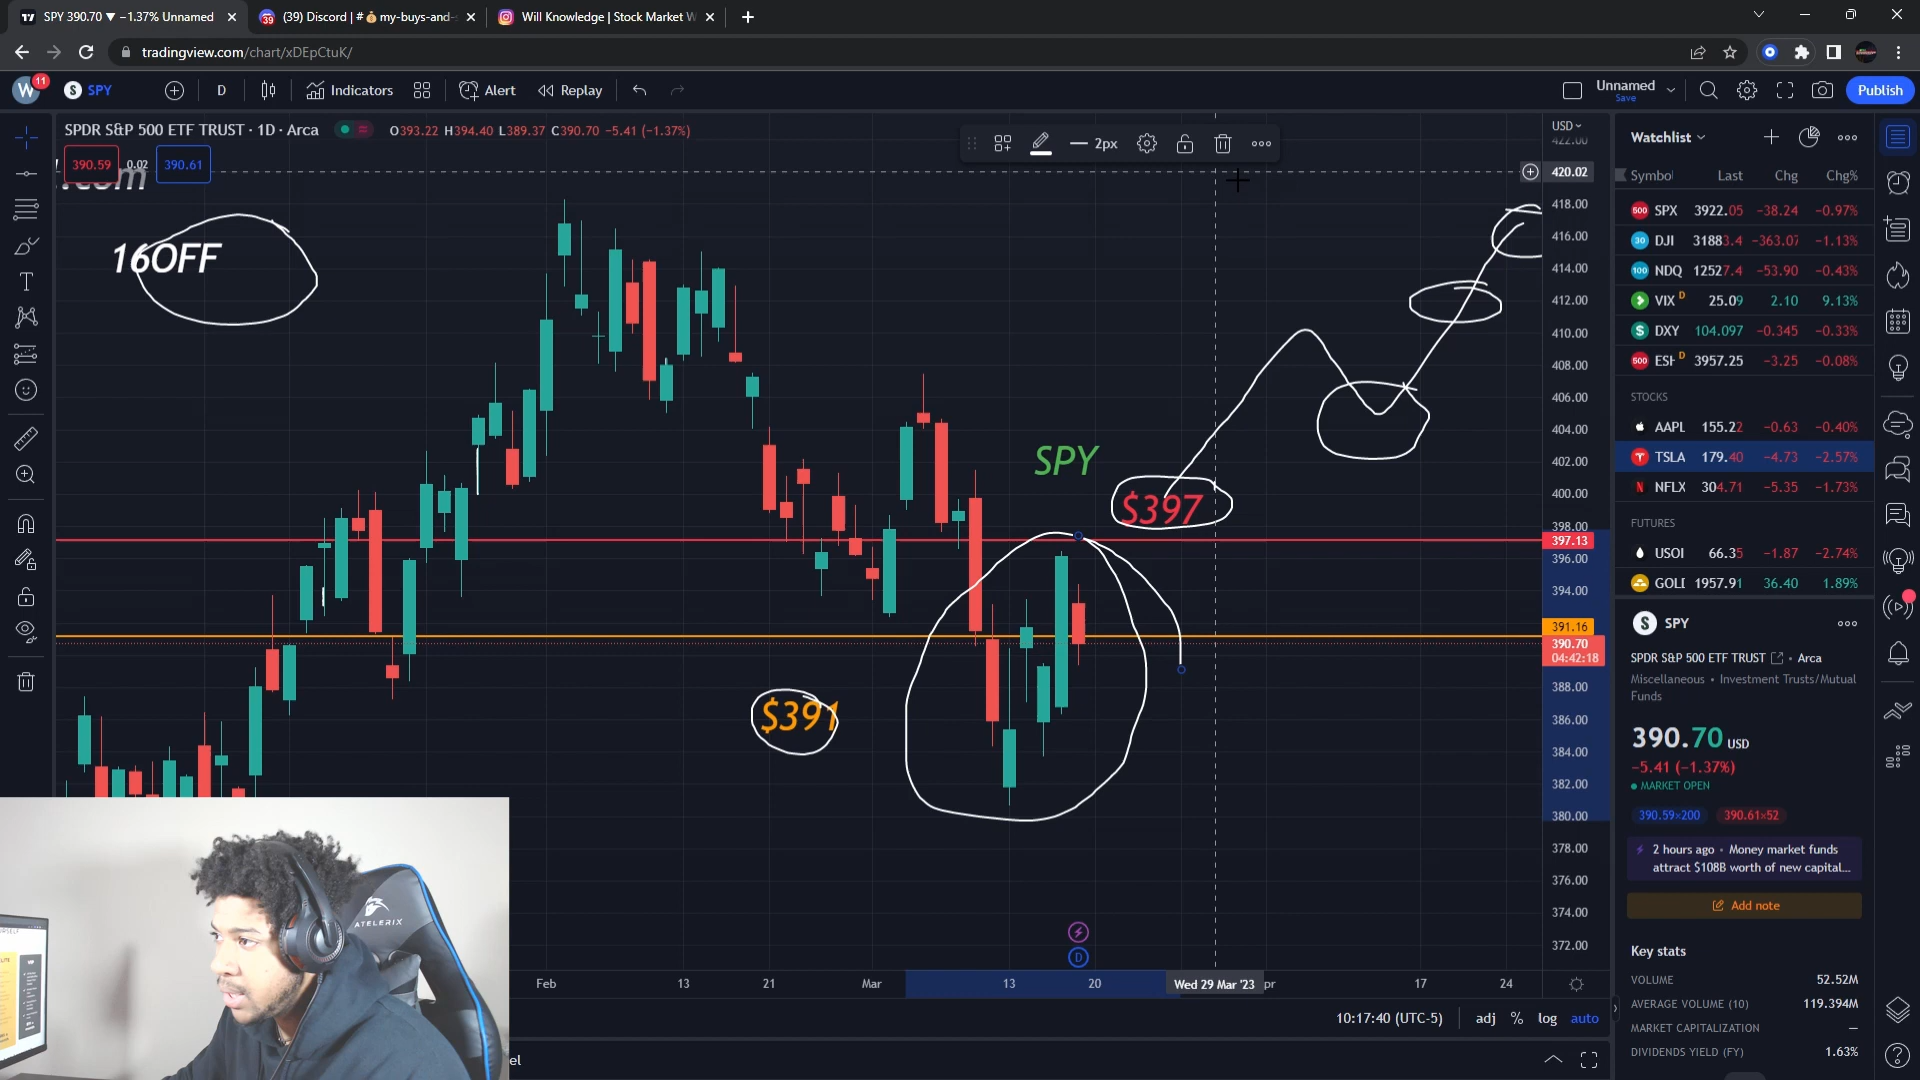 SPY 390.70 ▼ −1.37% Unnamed
(39) Discord | # 💰my-buys-and-s
Will Knowledge | Stock Market W
tradingview.com/chart/xDEpCtuK/
W 11 SPY D Indicators Alert Replay Unnamed Save Publish
SPDR S&P 500 ETF TRUST · 1D · Arca O393.22 H394.40 L389.37 C390.70 −5.41 (−1.37%)
390.59 0.02 390.61
.com
2px
16OFF
SPY
$397
$391
USD
422.00
420.02
418.00
416.00
414.00
412.00
410.00
408.00
406.00
404.00
402.00
400.00
398.00
397.13
396.00
394.00
391.16
390.70
04:42:18
388.00
386.00
384.00
382.00
380.00
378.00
376.00
374.00
372.00
D
Feb 13 21 Mar 13 20 Wed 29 Mar '23 pr 17 24
10:17:40 (UTC-5) adj % log auto
el
Watchlist
Symbol Last Chg Chg%
500 SPX 3922.05 −38.24 −0.97%
30 DJI 31883.4 −363.07 −1.13%
100 NDQ 12527.4 −53.90 −0.43%
VIX D 25.09 2.10 9.13%
$ DXY 104.097 −0.345 −0.33%
500 ES D 3957.25 −3.25 −0.08%
STOCKS
AAPL 155.22 −0.63 −0.40%
TSLA 179.40 −4.73 −2.57%
N NFLX 304.71 −5.35 −1.73%
FUTURES
USOI 66.35 −1.87 −2.74%
GOLD 1957.91 36.40 1.89%
S SPY
SPDR S&P 500 ETF TRUST • Arca
Miscellaneous • Investment Trusts/Mutual
Funds
390.70 USD
−5.41 (−1.37%)
MARKET OPEN
390.59×200 390.61×52
2 hours ago • Money market funds
attract $108B worth of new capital...
Add note
Key stats
VOLUME 52.52M
AVERAGE VOLUME (10) 119.394M
MARKET CAPITALIZATION —
DIVIDENDS YIELD (FY) 1.63%
ATELERIX